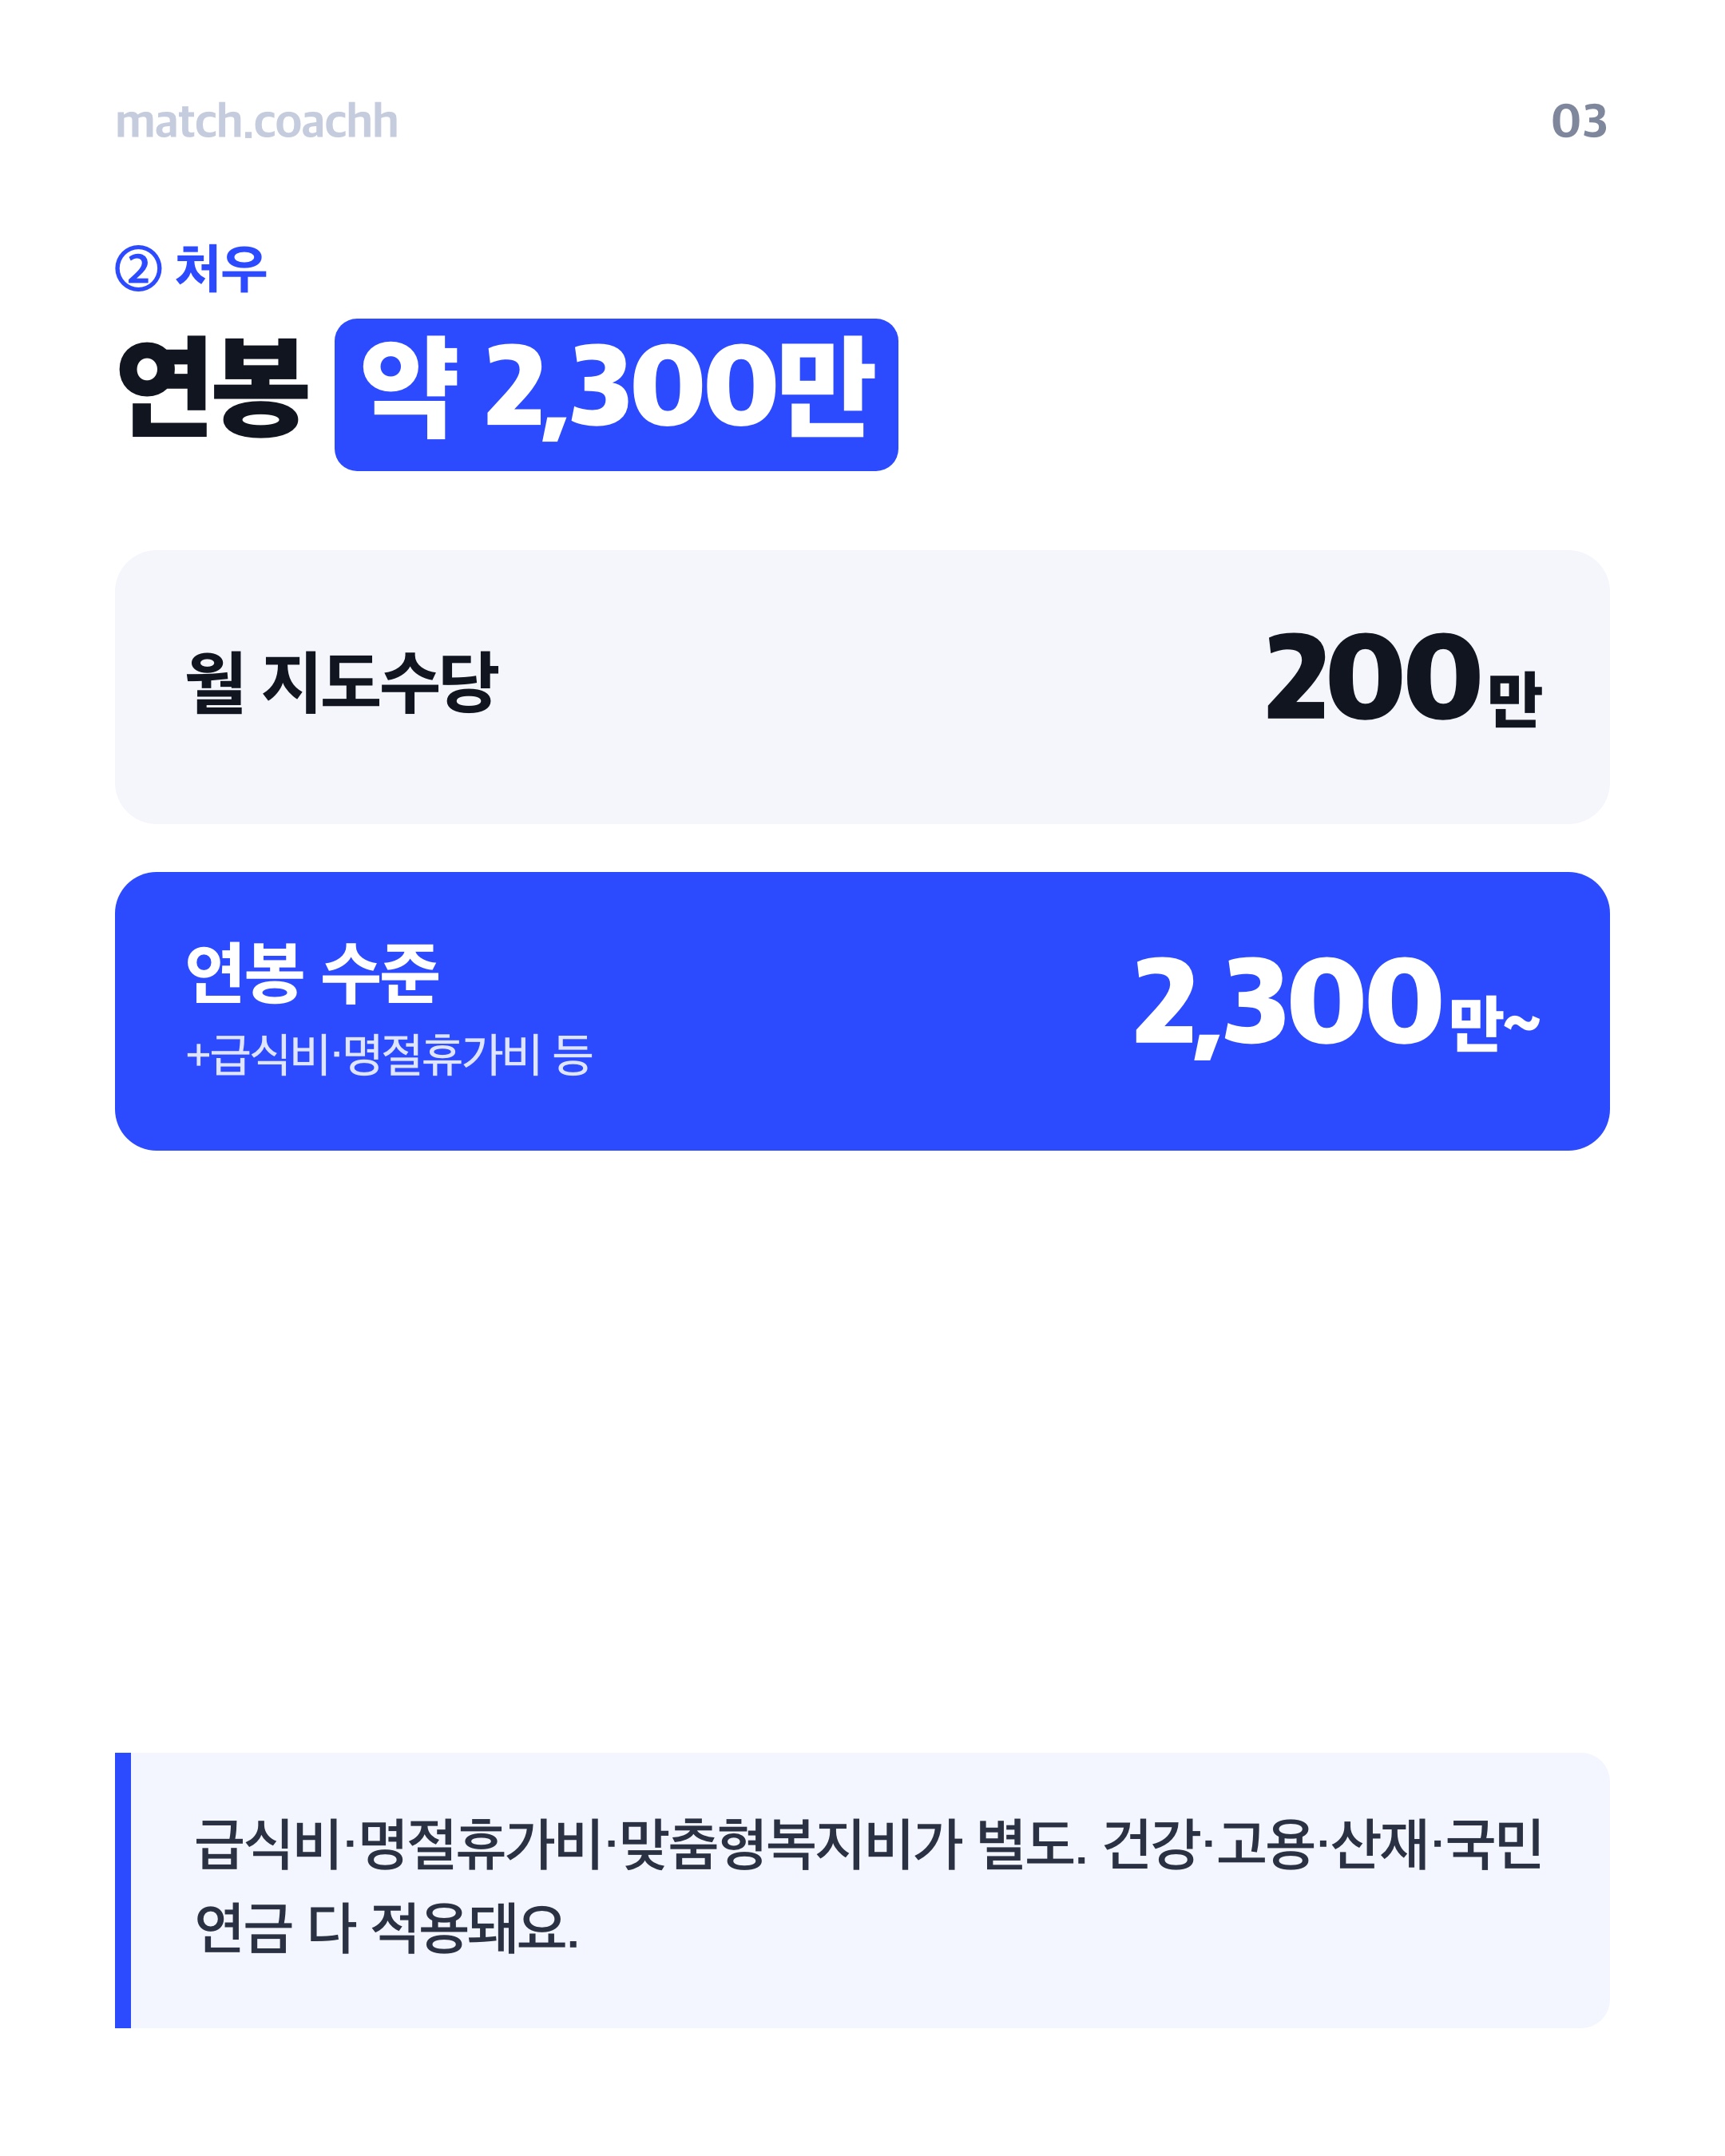 match.coachh
03
② 처우
연봉 약 2,300만
월 지도수당
200만
연봉 수준
+급식비·명절휴가비 등
2,300만~
급식비·명절휴가비·맞춤형복지비가 별도. 건강·고용·산재·국민
연금 다 적용돼요.